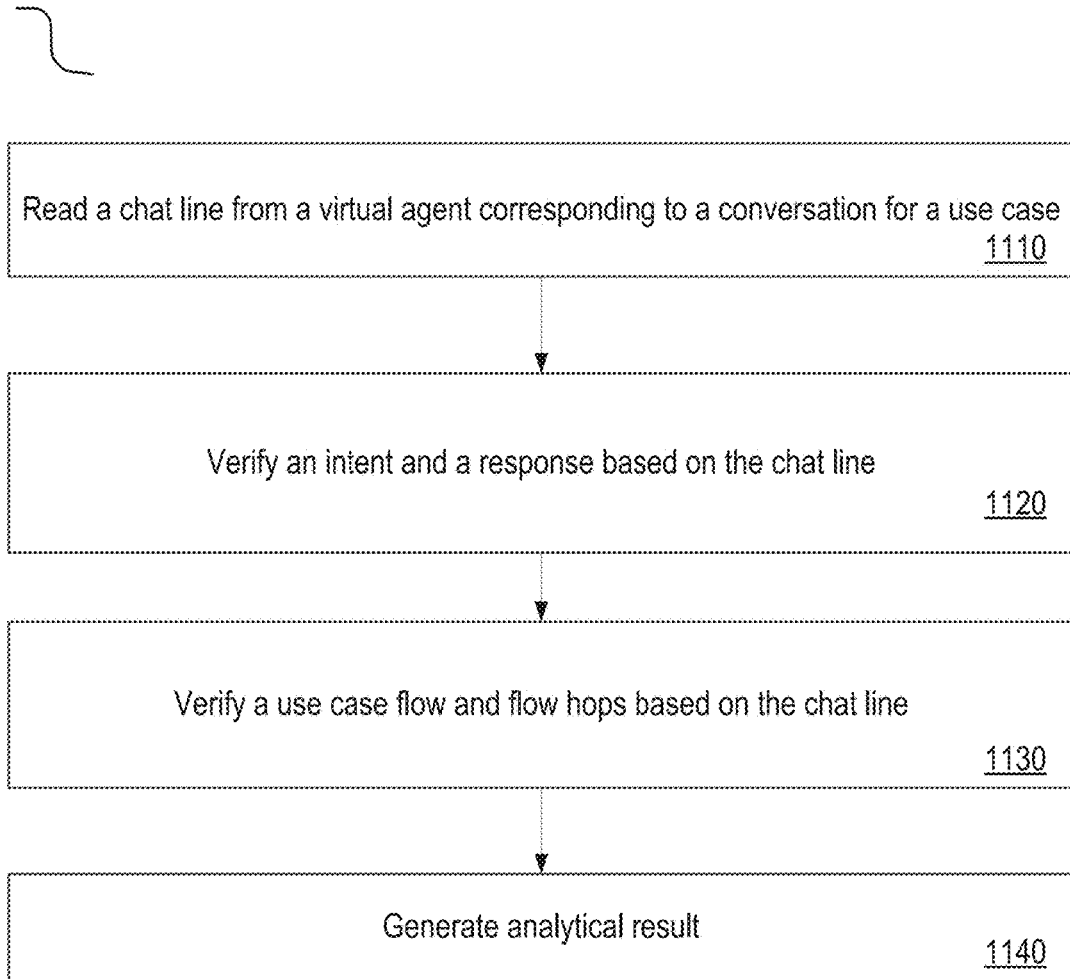 Read a chat line from a virtual agent corresponding to a conversation for a use case
1110
Verify an intent and a response based on the chat line
1120
Verify a use case flow and flow hops based on the chat line
1130
Generate analytical result
1140